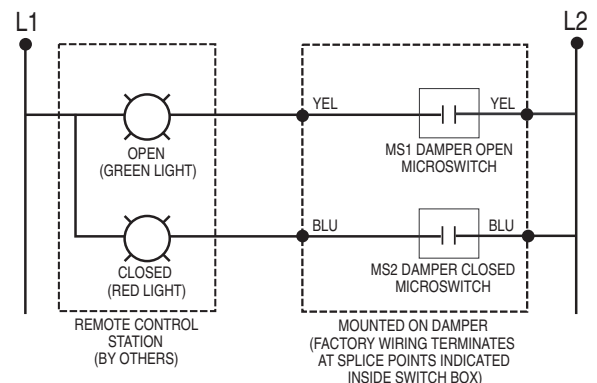 L1
L2
YEL
YEL
OPEN
(GREEN LIGHT)
MS1 DAMPER OPEN
MICROSWITCH
BLU
BLU
CLOSED
(RED LIGHT)
MS2 DAMPER CLOSED
MICROSWITCH
REMOTE CONTROL
STATION
(BY OTHERS)
MOUNTED ON DAMPER
(FACTORY WIRING TERMINATES
AT SPLICE POINTS INDICATED
INSIDE SWITCH BOX)